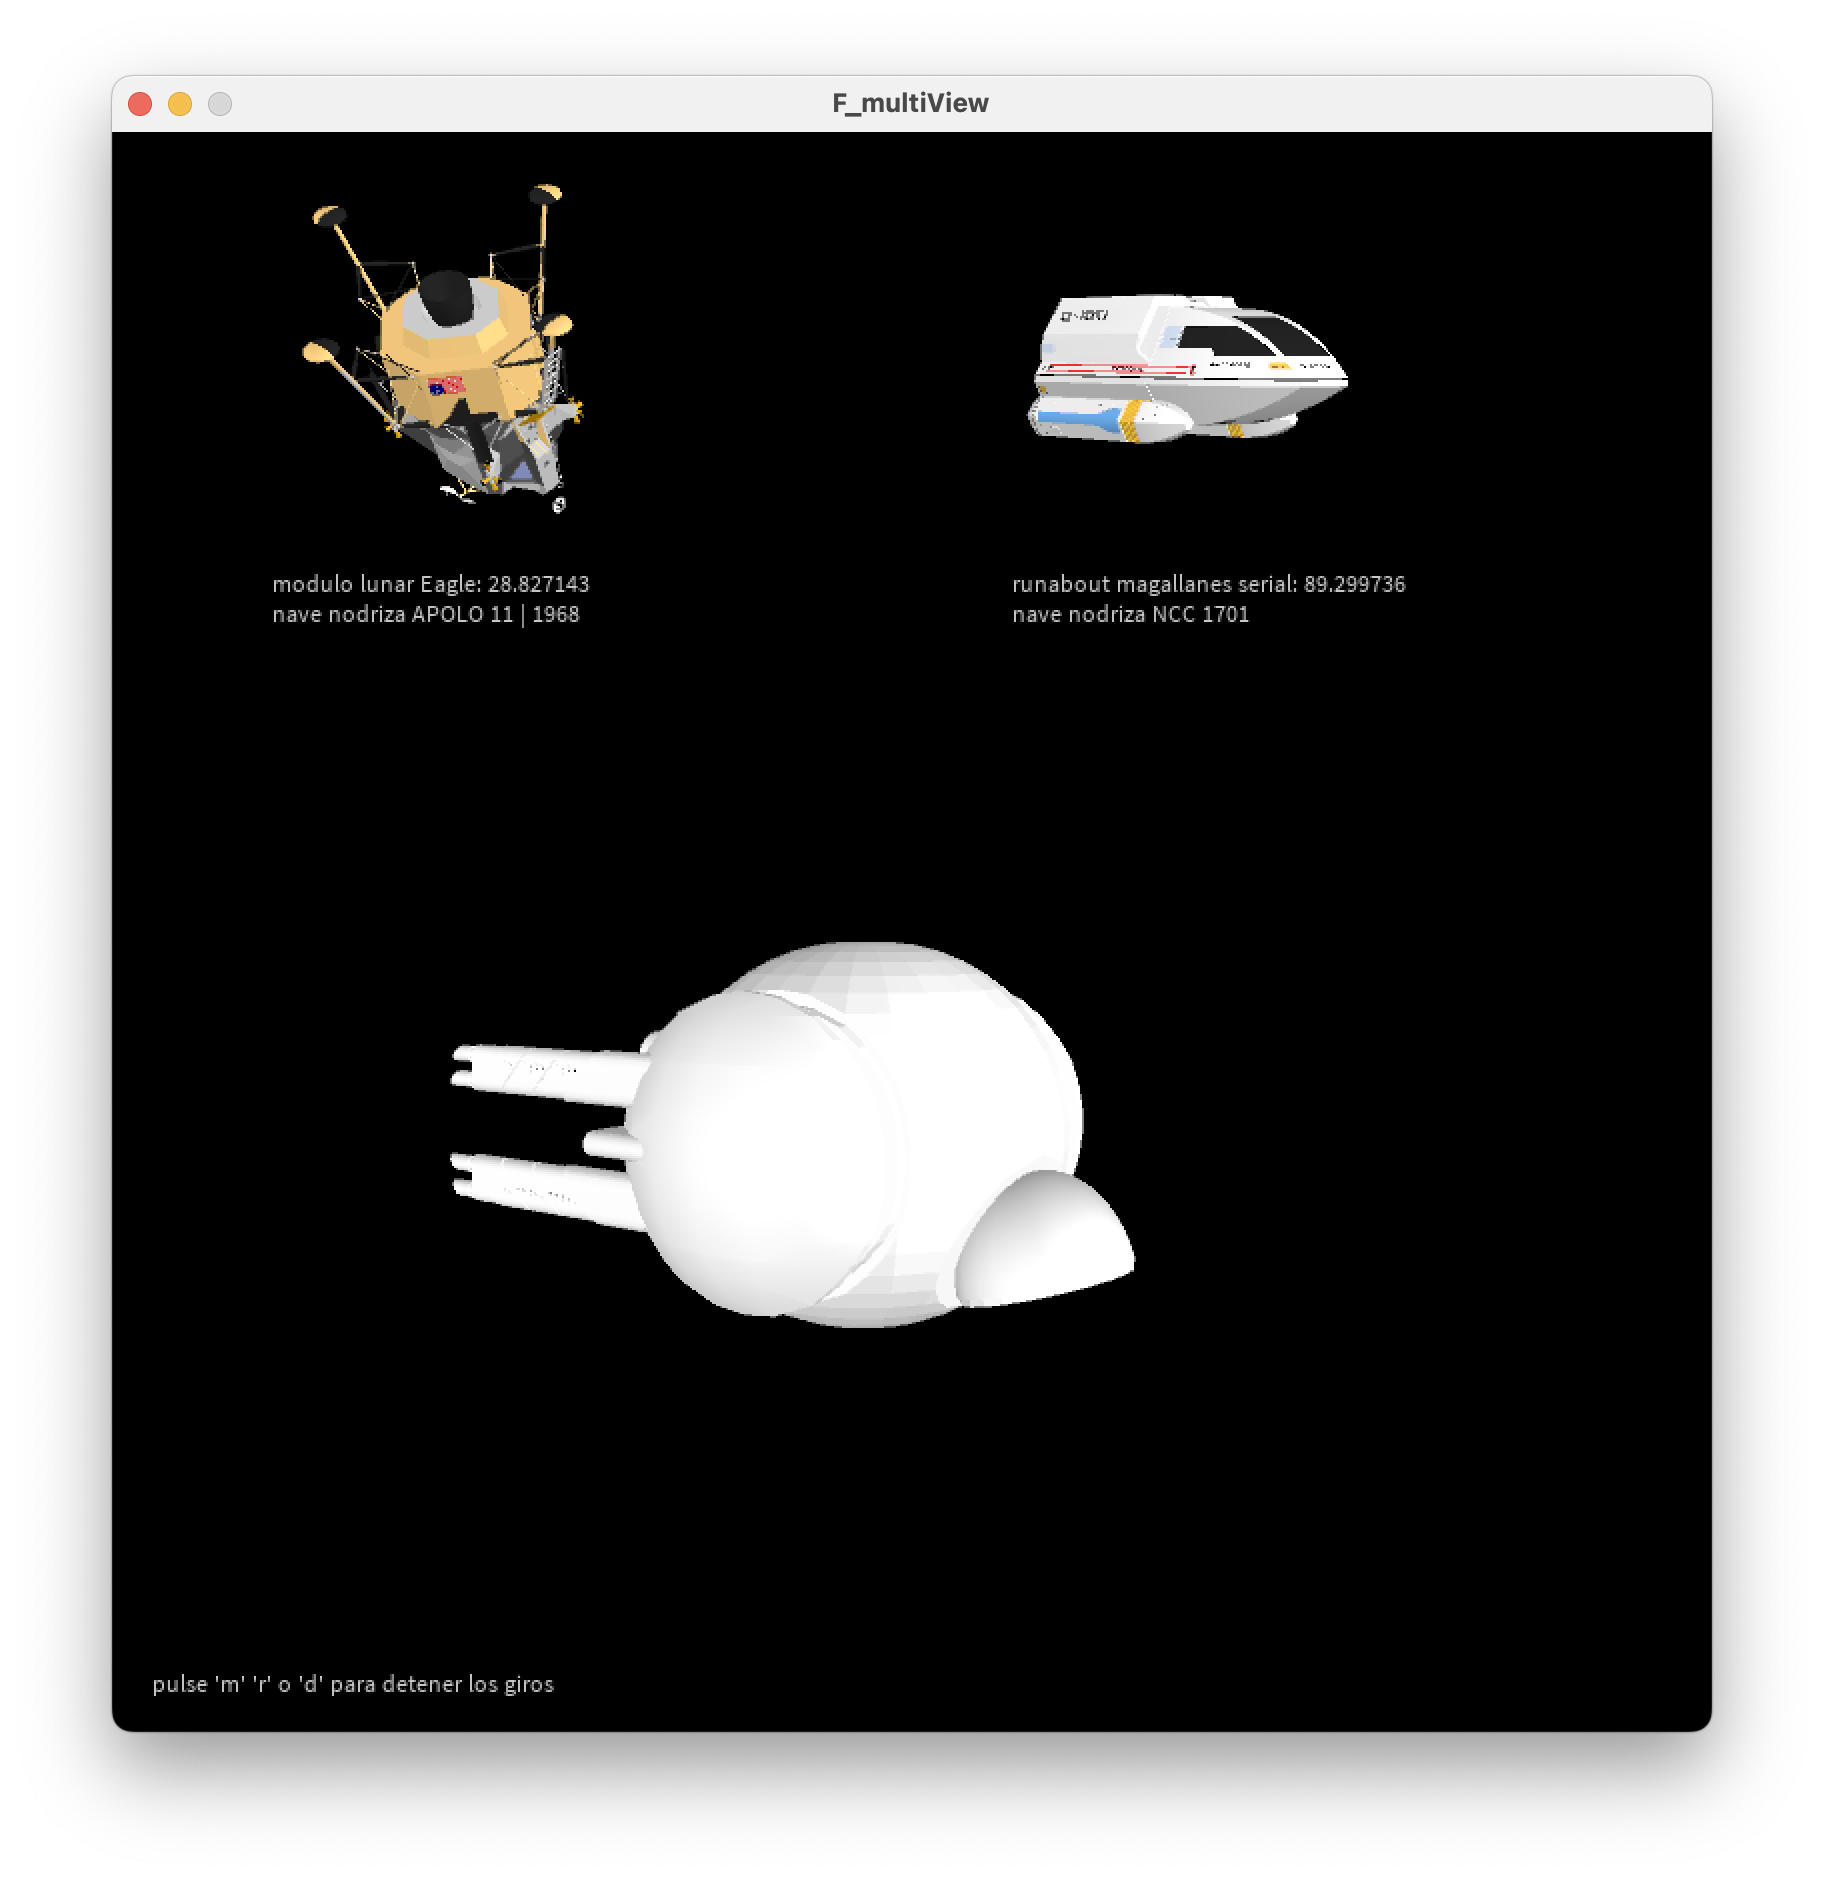 F_multiView
modulo lunar Eagle: 28.827143
nave nodriza APOLO 11 | 1968
runabout magallanes serial: 89.299736
nave nodriza NCC 1701
pulse 'm' 'r' o 'd' para detener los giros